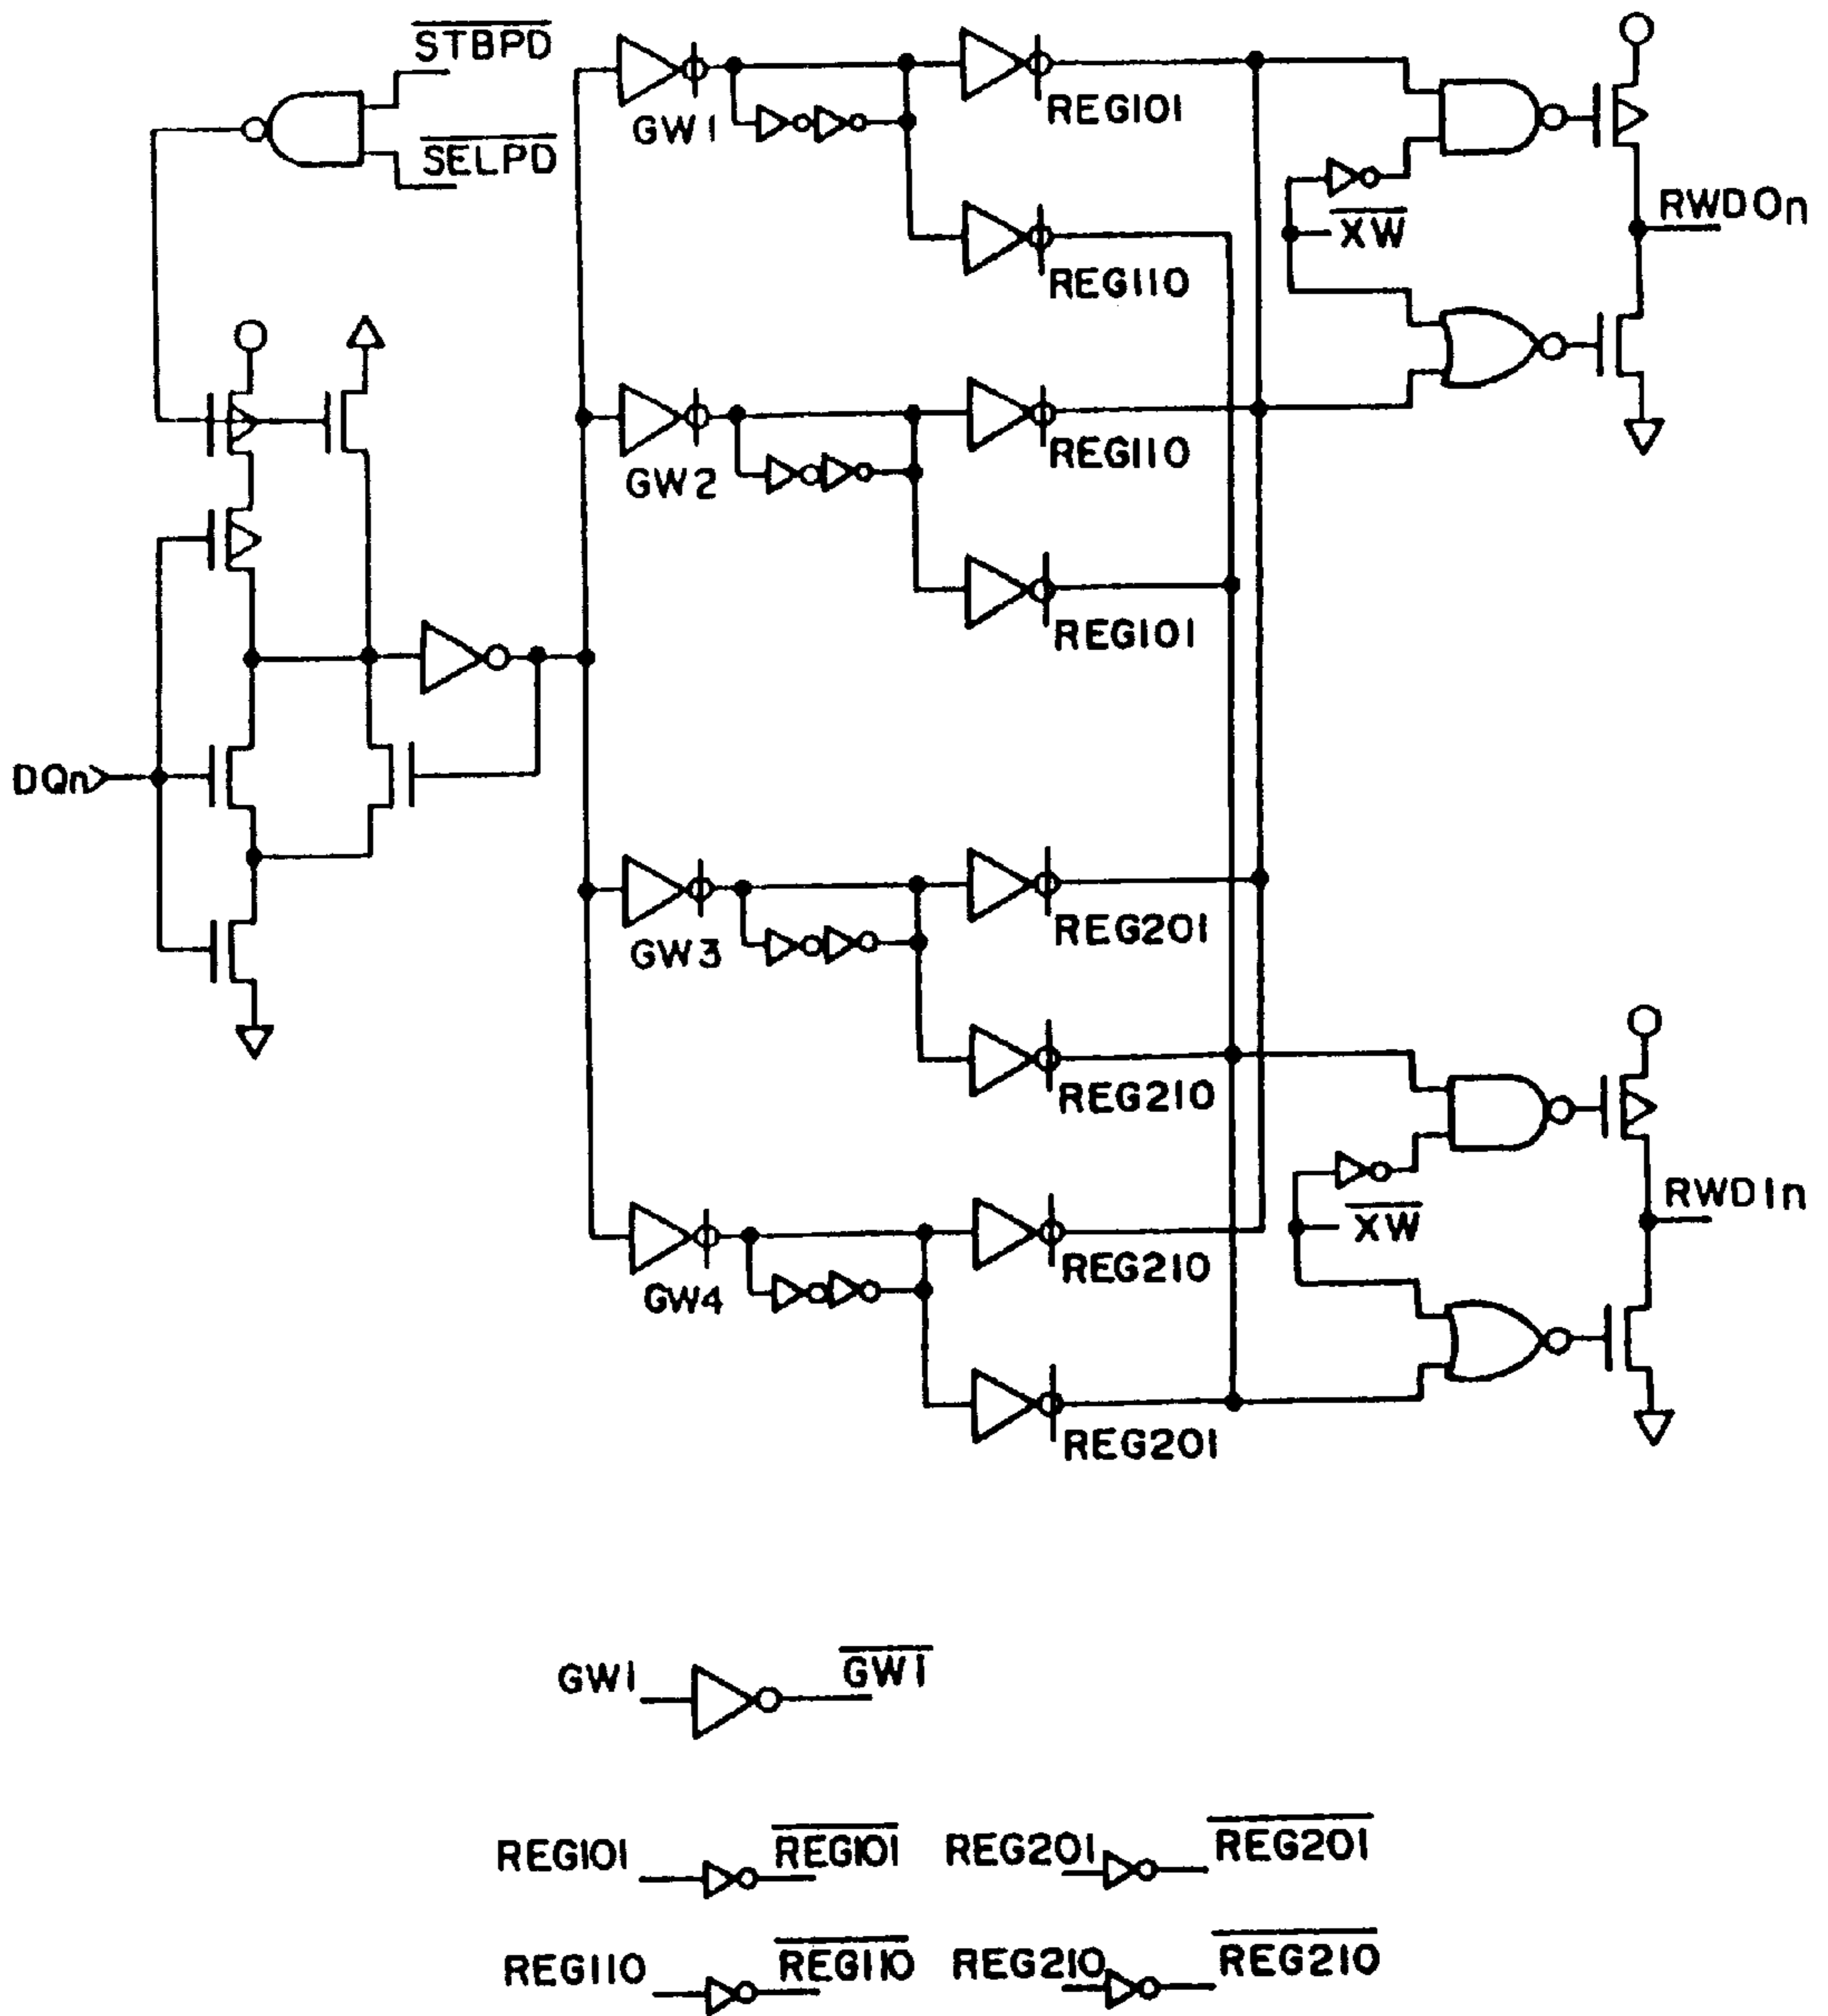 STBPD
SELPD
GW1
REG101
REG110
XW
RWD0n
GW2
REG110
REG101
DQn
GW3
REG201
REG210
XW
RWD1n
GW4
REG210
REG201
GW1 GW1
REG101 REG101 REG201 REG201
REG110 REG110 REG210 REG210